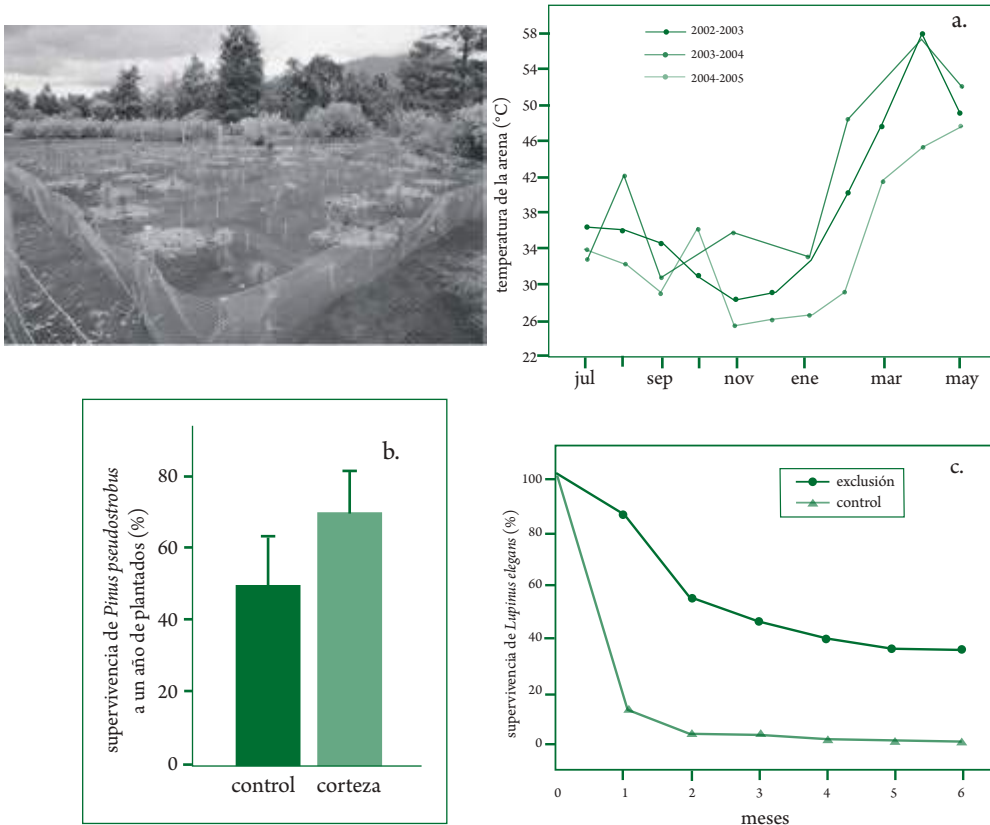 a.
2002-2003
2003-2004
2004-2005
temperatura de la arena (°C)
58
54
50
46
42
38
34
30
26
22
jul
sep
nov
ene
mar
may
b.
supervivencia de Pinus pseudostrobus
a un año de plantados (%)
80
60
40
20
0
control
corteza
c.
exclusión
control
supervivencia de Lupinus elegans (%)
100
80
60
40
20
0
0
1
2
3
4
5
6
meses